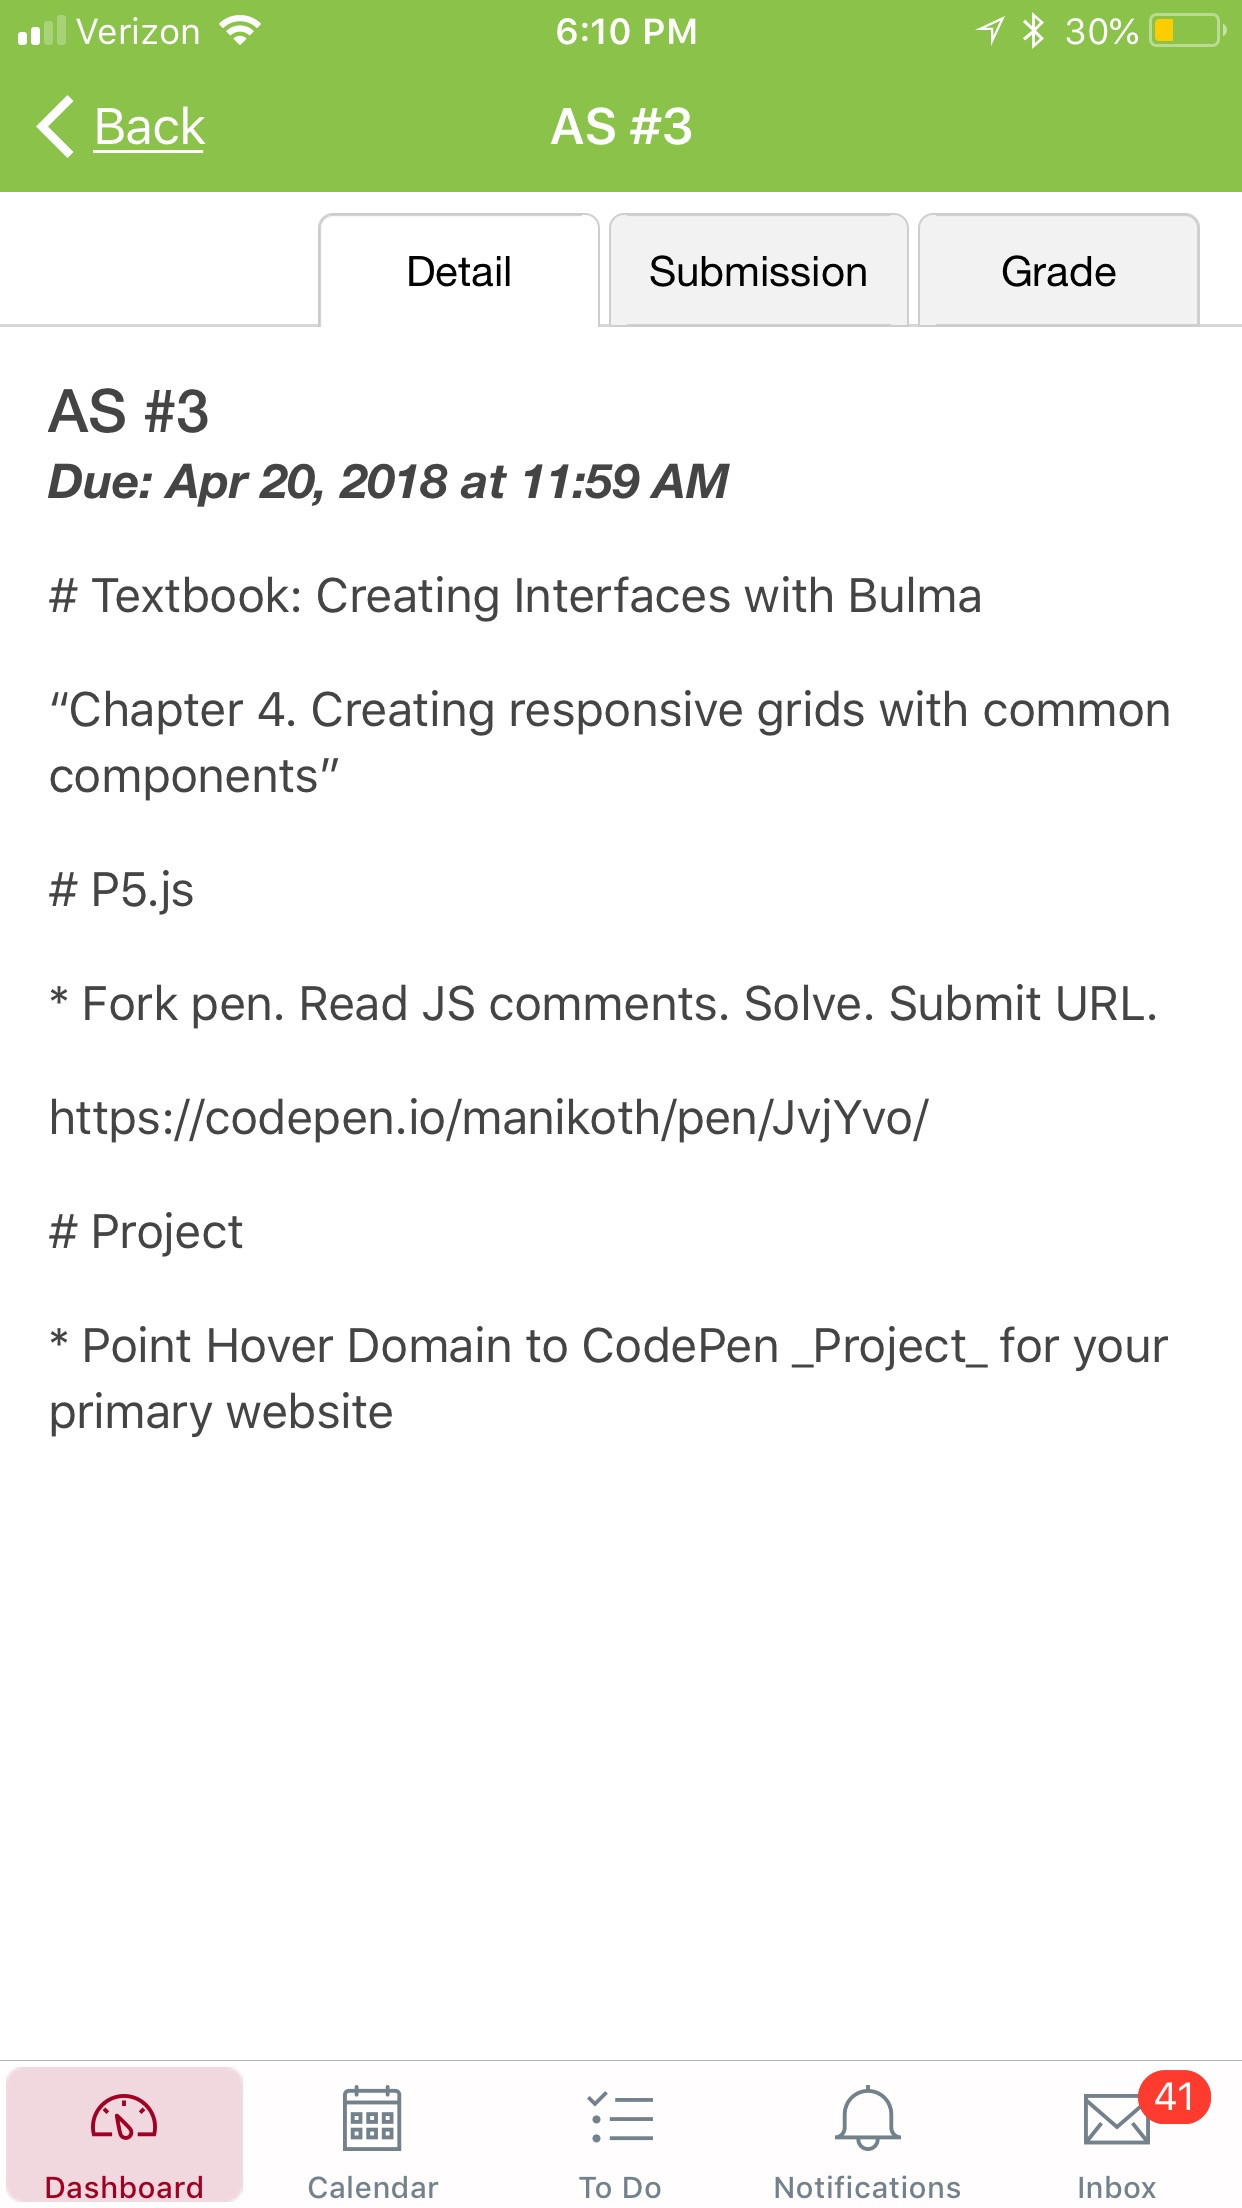 Verizon 6:10 PM 30%
Back AS #3
Detail Submission Grade
AS #3
Due: Apr 20, 2018 at 11:59 AM
# Textbook: Creating Interfaces with Bulma
“Chapter 4. Creating responsive grids with common
components”
# P5.js
* Fork pen. Read JS comments. Solve. Submit URL.
https://codepen.io/manikoth/pen/JvjYvo/
# Project
* Point Hover Domain to CodePen _Project_ for your
primary website
41
Dashboard Calendar To Do Notifications Inbox